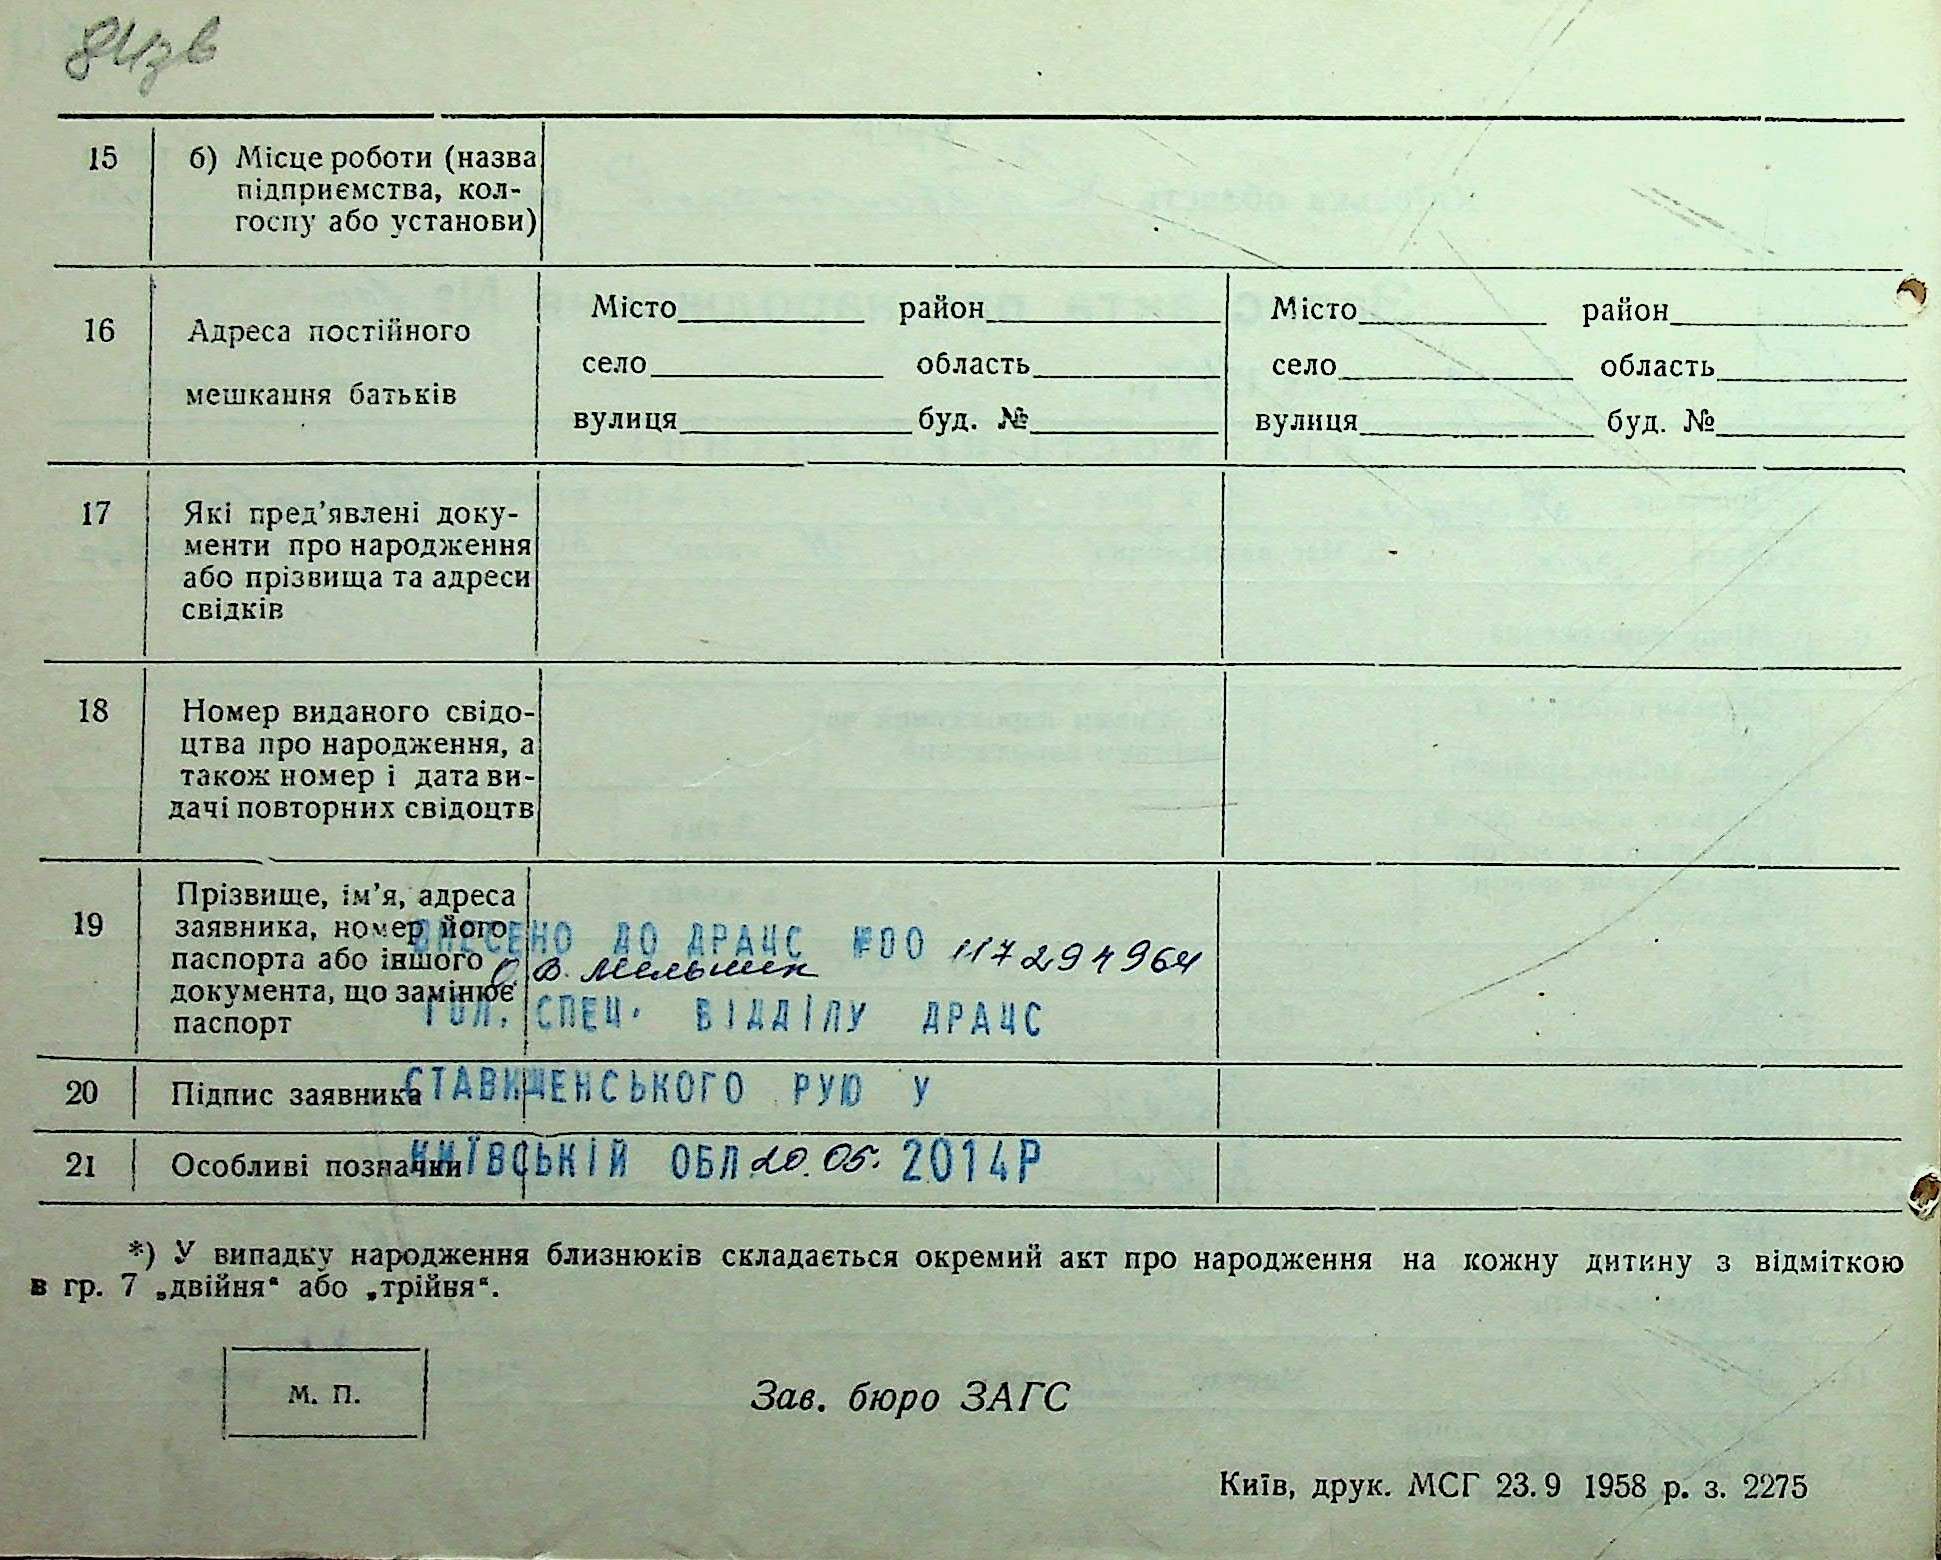 84зв
15 б) Місце роботи (назва
підприємства, кол-
госпу або установи)
16 Адреса постійного
мешкання батьків
Місто район
село область
вулиця буд. №
Місто район
село область
вулиця буд. №
17 Які пред’явлені доку-
менти про народження
або прізвища та адреси
свідків
18 Номер виданого свідо-
цтва про народження, а
також номер і дата ви-
дачі повторних свідоцтв
19 Прізвище, ім’я, адреса
заявника, номер його
паспорта або іншого
документа, що замінює
паспорт
ВНЕСЕНО ДО ДРАЦС №00 117294964
О.В. Мельник
ГОЛ. СПЕЦ. ВІДДІЛУ ДРАЦС
20 Підпис заявника
СТАВИЩЕНСЬКОГО РУЮ У
21 Особливі позначки
КИЇВСЬКІЙ ОБЛ 20.05. 2014Р
*) У випадку народження близнюків складається окремий акт про народження на кожну дитину з відміткою
в гр. 7 „двійня“ або „трійня“.
М. П.
Зав. бюро ЗАГС
Київ, друк. МСГ 23.9 1958 р. з. 2275